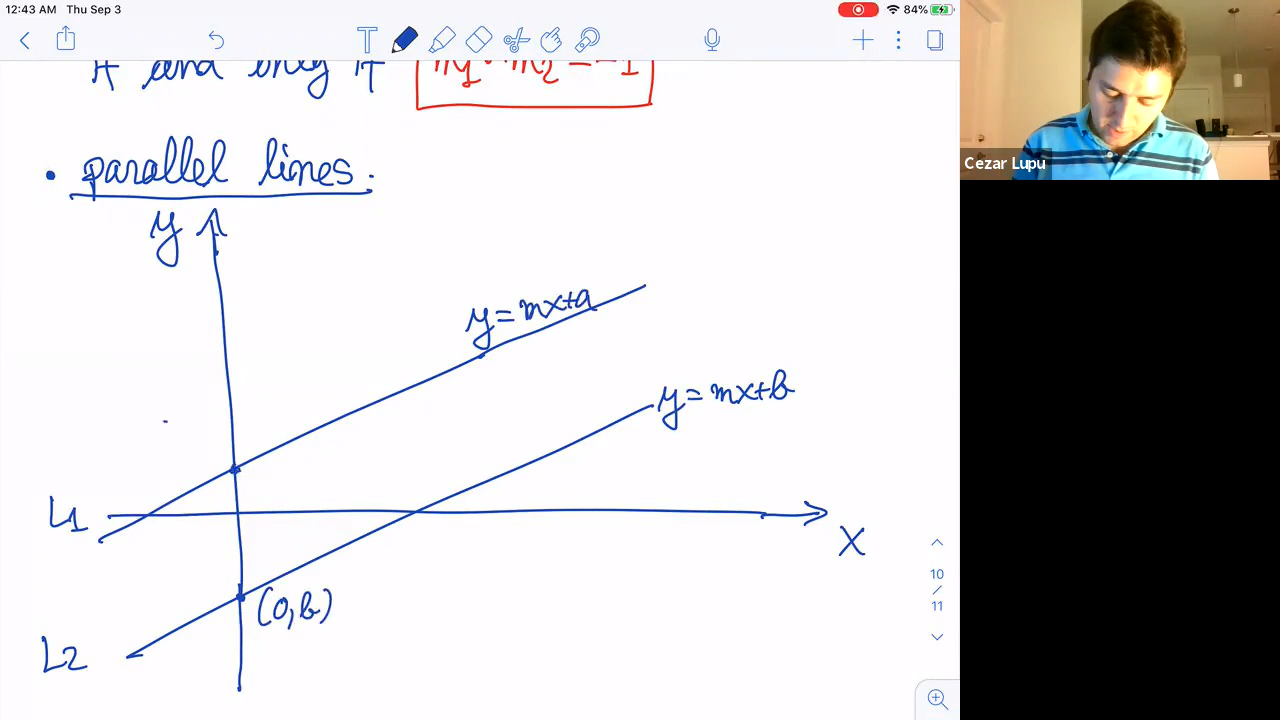 12:43 AM Thu Sep 3
84%
T
if and only if m1 · m2 = -1
• parallel lines.
y
y = mx+a
y = mx+b
L1
X
(0,b)
L2
10
/
11
Cezar Lupu